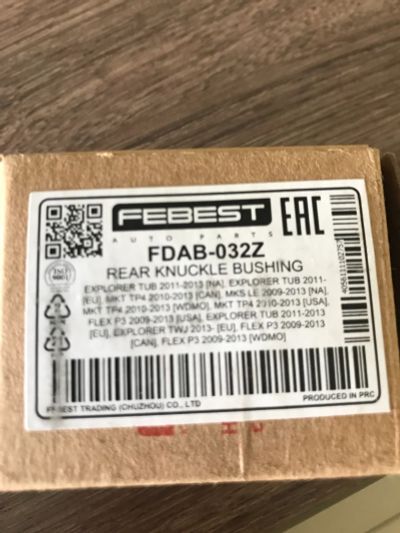 FEBEST
EAC
AUTO PARTS
FDAB-032Z
REAR KNUCKLE BUSHING
EXPLORER TUB 2011-2013 [NA], EXPLORER TUB 2011-
[EU], MKT TP4 2010-2013 [CAN], MKS LE 2009-2013 [NA],
MKT TP4 2010-2013 [WDMO], MKT TP4 2010-2013 [USA],
FLEX P3 2009-2013 [USA], EXPLORER TUB 2011-2013
[EU], EXPLORER TWJ 2013- [EU], FLEX P3 2009-2013
[CAN], FLEX P3 2009-2013 [WDMO]
ISO
9001
FEBEST TRADING (CHUZHOU) CO., LTD
PRODUCED IN PRC